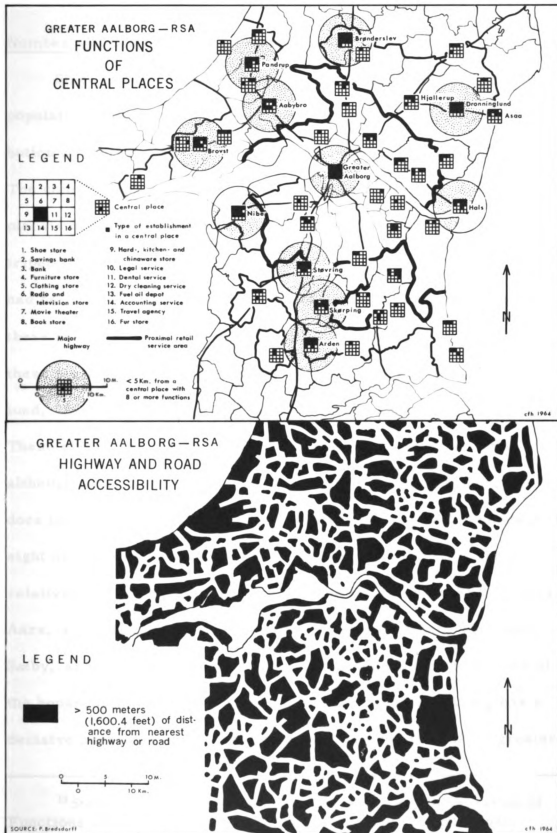 GREATER AALBORG — RSA
FUNCTIONS
OF
CENTRAL PLACES
Brønderslev
Pandrup
Aabybro
Hjallerup
Dronninglund
Asaa
Brovst
Greater
Aalborg
Nibe
Hals
Støvring
Skørping
Arden
LEGEND
1 2 3 4
5 6 7 8
9 11 12
13 14 15 16
Central place
Type of establishment
in a central place
1. Shoe store
2. Savings bank
3. Bank
4. Furniture store
5. Clothing store
6. Radio and
television store
7. Movie theater
8. Book store
9. Hard-, kitchen- and
chinaware store
10. Legal service
11. Dental service
12. Dry cleaning service
13. Fuel oil depot
14. Accounting service
15. Travel agency
16. Fur store
Major
highway
Proximal retail
service area
0 10 M.
0 5 10 Km.
< 5 Km. from a
central place with
8 or more functions
N
cfh 1964
GREATER AALBORG — RSA
HIGHWAY AND ROAD
ACCESSIBILITY
LEGEND
> 500 meters
(1,600.4 feet) of dist-
ance from nearest
highway or road
0 5 10 M.
0 10 Km.
N
SOURCE: P. Bredsdorff
cfh 1964